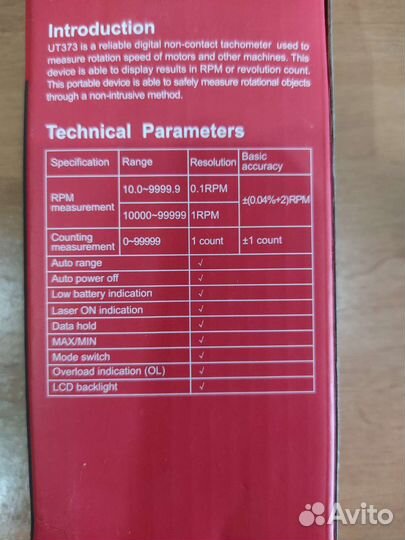 Introduction
UT373 is a reliable digital non-contact tachometer used to
measure rotation speed of motors and other machines. This
device is able to display results in RPM or revolution count.
This portable device is able to safely measure rotational objects
through a non-intrusive method.
Technical Parameters
Specification Range Resolution Basic accuracy
RPM measurement 10.0~9999.9 0.1RPM ±(0.04%+2)RPM
10000~99999 1RPM
Counting measurement 0~99999 1 count ±1 count
Auto range √
Auto power off √
Low battery indication √
Laser ON indication √
Data hold √
MAX/MIN √
Mode switch √
Overload indication (OL) √
LCD backlight √
Avito